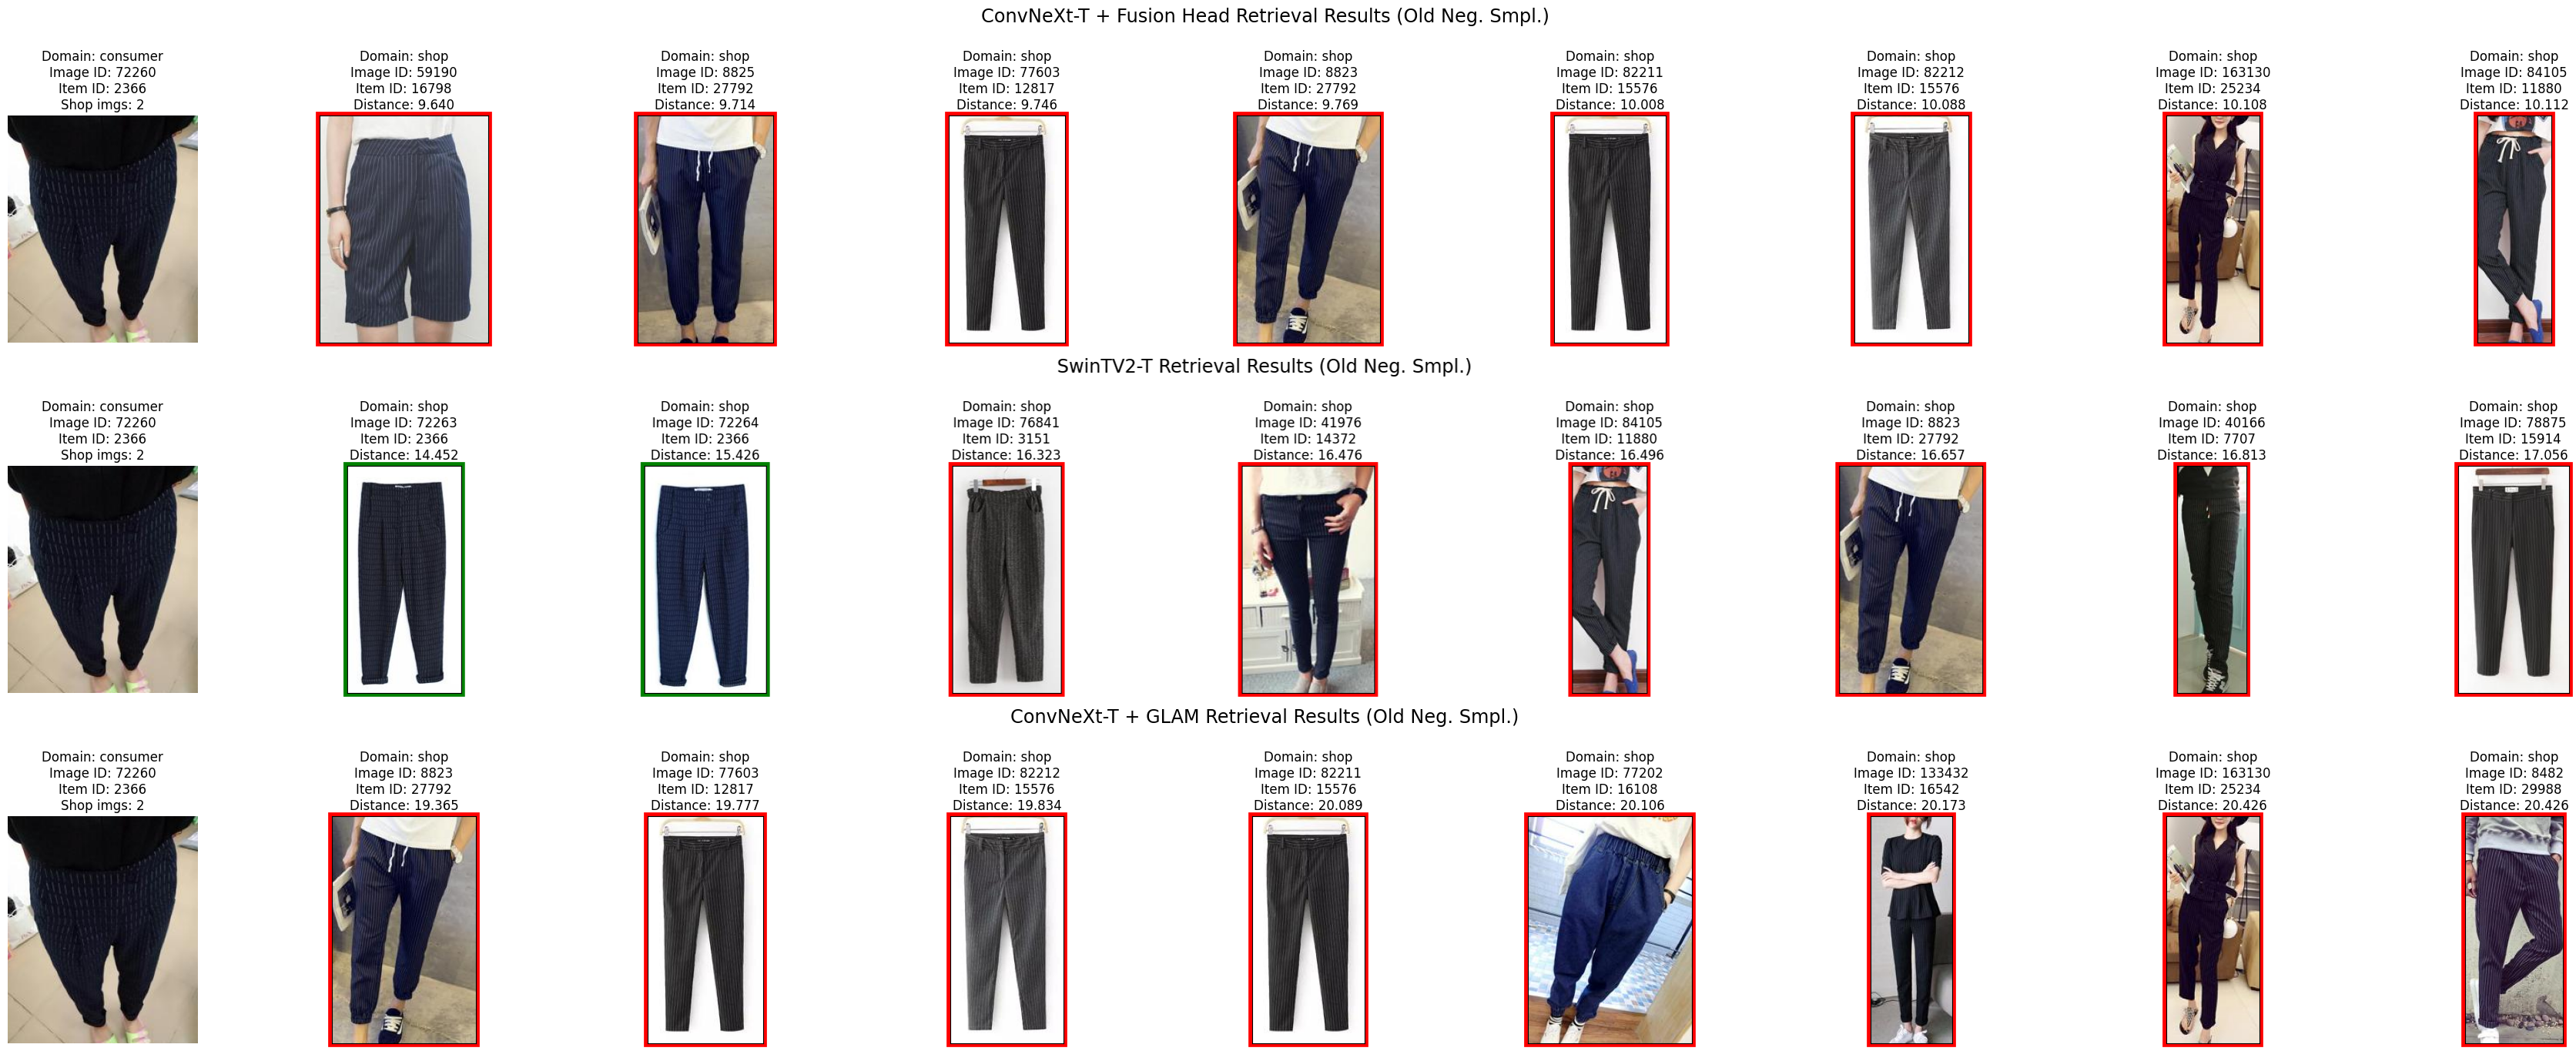 ConvNeXt-T + Fusion Head Retrieval Results (Old Neg. Smpl.)
Domain: consumer
Image ID: 72260
Item ID: 2366
Shop imgs: 2
Domain: shop
Image ID: 59190
Item ID: 16798
Distance: 9.640
Domain: shop
Image ID: 8825
Item ID: 27792
Distance: 9.714
Domain: shop
Image ID: 77603
Item ID: 12817
Distance: 9.746
Domain: shop
Image ID: 8823
Item ID: 27792
Distance: 9.769
Domain: shop
Image ID: 82211
Item ID: 15576
Distance: 10.008
Domain: shop
Image ID: 82212
Item ID: 15576
Distance: 10.088
Domain: shop
Image ID: 163130
Item ID: 25234
Distance: 10.108
Domain: shop
Image ID: 84105
Item ID: 11880
Distance: 10.112
SwinTV2-T Retrieval Results (Old Neg. Smpl.)
Domain: consumer
Image ID: 72260
Item ID: 2366
Shop imgs: 2
Domain: shop
Image ID: 72263
Item ID: 2366
Distance: 14.452
Domain: shop
Image ID: 72264
Item ID: 2366
Distance: 15.426
Domain: shop
Image ID: 76841
Item ID: 3151
Distance: 16.323
Domain: shop
Image ID: 41976
Item ID: 14372
Distance: 16.476
Domain: shop
Image ID: 84105
Item ID: 11880
Distance: 16.496
Domain: shop
Image ID: 8823
Item ID: 27792
Distance: 16.657
Domain: shop
Image ID: 40166
Item ID: 7707
Distance: 16.813
Domain: shop
Image ID: 78875
Item ID: 15914
Distance: 17.056
ConvNeXt-T + GLAM Retrieval Results (Old Neg. Smpl.)
Domain: consumer
Image ID: 72260
Item ID: 2366
Shop imgs: 2
Domain: shop
Image ID: 8823
Item ID: 27792
Distance: 19.365
Domain: shop
Image ID: 77603
Item ID: 12817
Distance: 19.777
Domain: shop
Image ID: 82212
Item ID: 15576
Distance: 19.834
Domain: shop
Image ID: 82211
Item ID: 15576
Distance: 20.089
Domain: shop
Image ID: 77202
Item ID: 16108
Distance: 20.106
Domain: shop
Image ID: 133432
Item ID: 16542
Distance: 20.173
Domain: shop
Image ID: 163130
Item ID: 25234
Distance: 20.426
Domain: shop
Image ID: 8482
Item ID: 29988
Distance: 20.426